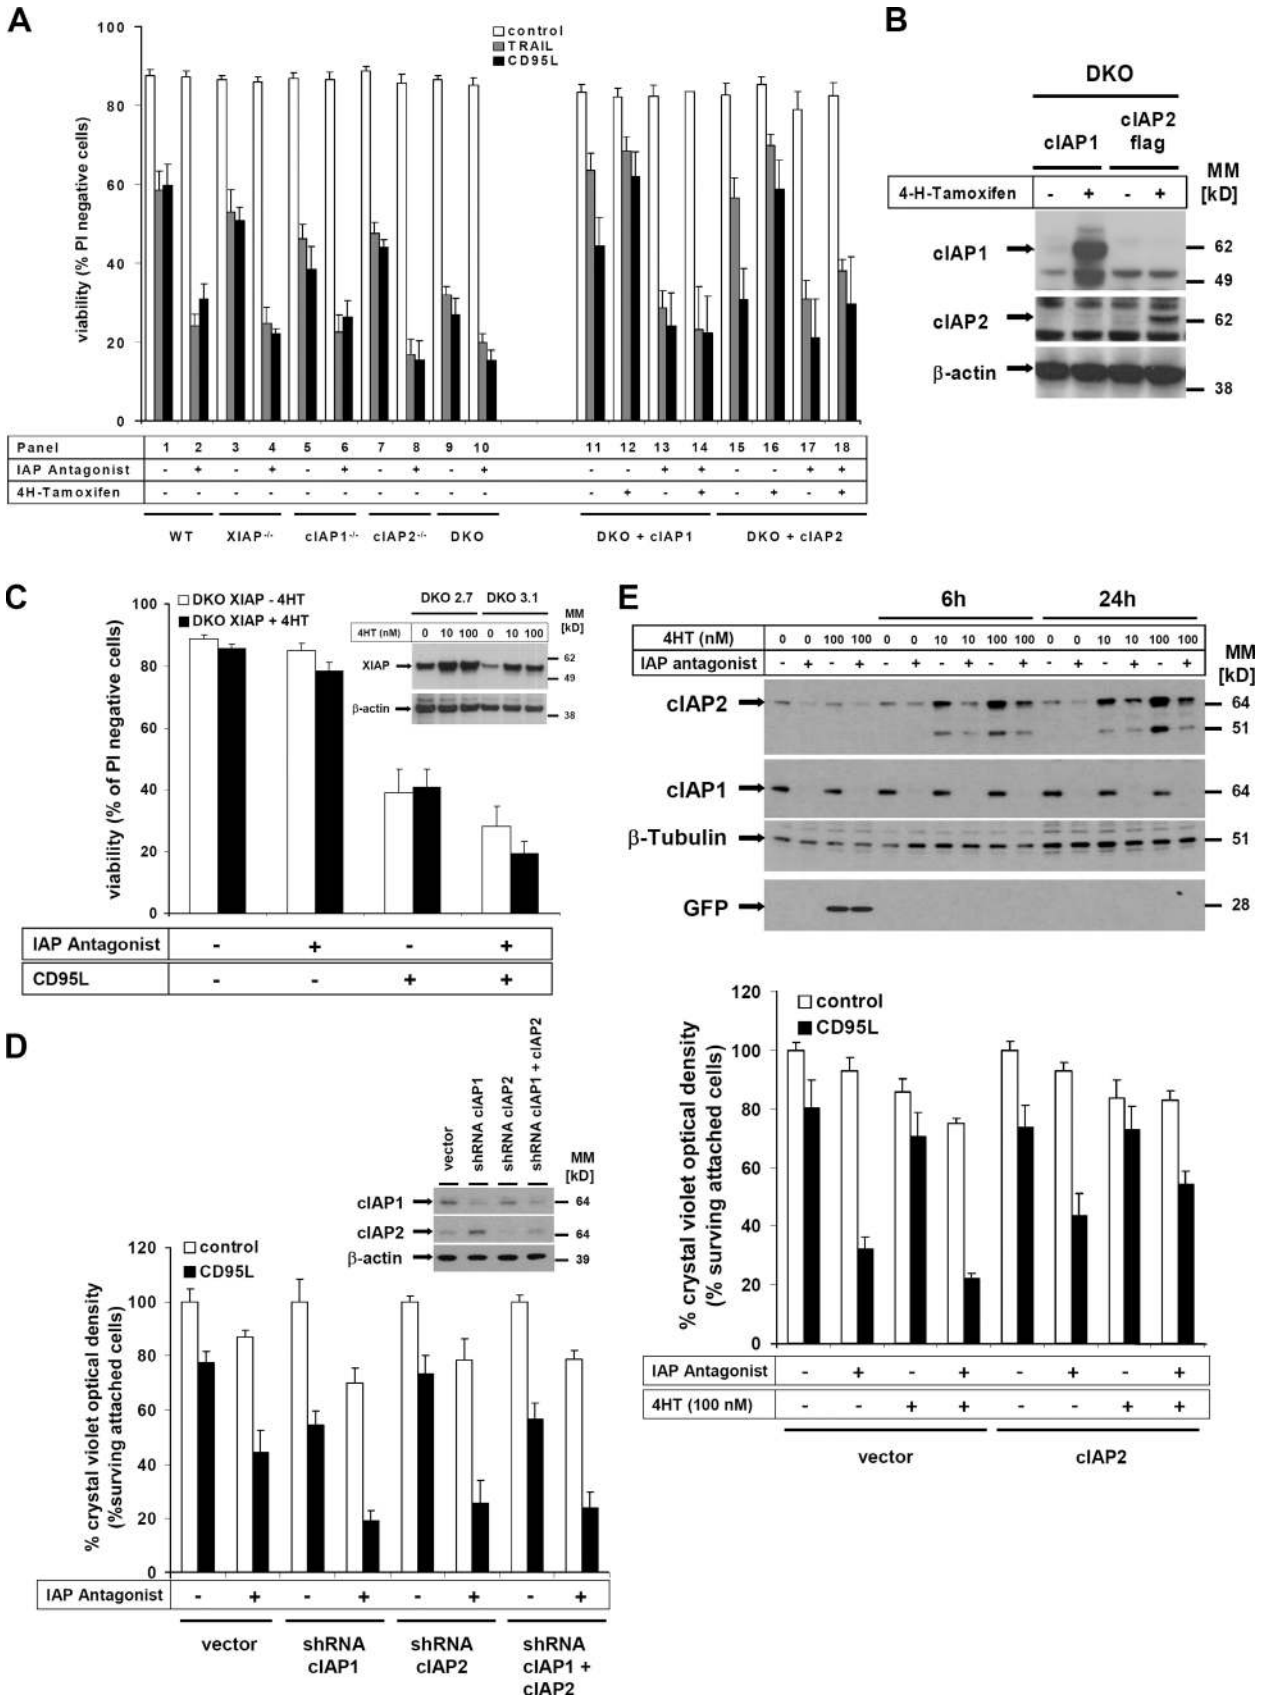 A
viability (% PI negative cells)
100
80
60
40
20
0
control
TRAIL
CD95L
Panel 1 2 3 4 5 6 7 8 9 10 11 12 13 14 15 16 17 18
IAP Antagonist - + - + - + - + - + - - + + - - + +
4H-Tamoxifen - - - - - - - - - - - + - + - + - +
WT XIAP-/- cIAP1-/- cIAP2-/- DKO DKO + cIAP1 DKO + cIAP2
B
DKO
cIAP1
cIAP2
flag
MM
[kD]
4-H-Tamoxifen - + - +
cIAP1
62
49
cIAP2
62
β-actin
38
C
viability (% of PI negative cells)
100
80
60
40
20
0
DKO XIAP - 4HT
DKO XIAP + 4HT
DKO 2.7 DKO 3.1
MM
[kD]
4HT (nM) 0 10 100 0 10 100
XIAP
62
49
β-actin
38
IAP Antagonist - + - +
CD95L - - + +
D
vector
shRNA cIAP1
shRNA cIAP2
shRNA cIAP1 + cIAP2
MM
[kD]
cIAP1
64
cIAP2
64
β-actin
39
% crystal violet optical density
(%surving attached cells)
120
100
80
60
40
20
0
control
CD95L
IAP Antagonist - + - + - + - +
vector
shRNA
cIAP1
shRNA
cIAP2
shRNA
cIAP1 +
cIAP2
E
6h 24h
4HT (nM) 0 0 100 100 0 0 10 10 100 100 0 0 10 10 100 100
IAP antagonist - + - + - + - + - + - + - + - +
MM
[kD]
cIAP2
64
51
cIAP1
64
β-Tubulin
51
GFP
28
% crystal violet optical density
(% surving attached cells)
120
100
80
60
40
20
0
control
CD95L
IAP Antagonist - + - + - + - +
4HT (100 nM) - - + + - - + +
vector cIAP2